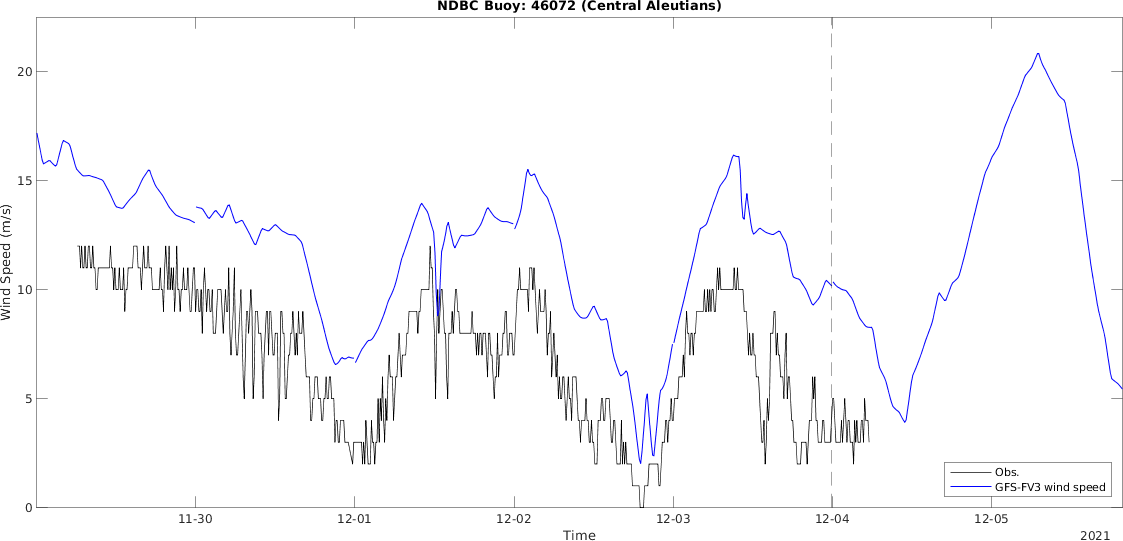 NDBC Buoy: 46072 (Central Aleutians)
20
15
10
5
0
Wind Speed (m/s)
11-30
12-01
12-02
12-03
12-04
12-05
Time
2021
Obs.
GFS-FV3 wind speed